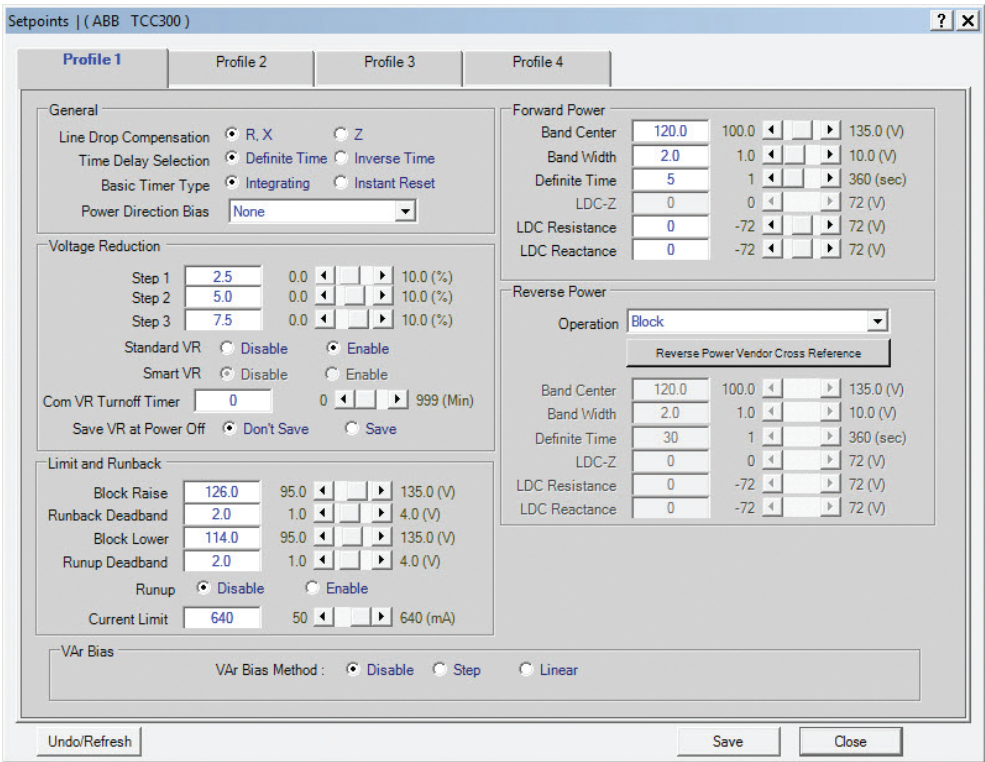 Setpoints | ( ABB TCC300 )
? X
Profile 1 Profile 2 Profile 3 Profile 4
General
Line Drop Compensation R, X Z
Time Delay Selection Definite Time Inverse Time
Basic Timer Type Integrating Instant Reset
Power Direction Bias None
Voltage Reduction
Step 1 2.5 0.0 10.0 (%)
Step 2 5.0 0.0 10.0 (%)
Step 3 7.5 0.0 10.0 (%)
Standard VR Disable Enable
Smart VR Disable Enable
Com VR Turnoff Timer 0 0 999 (Min)
Save VR at Power Off Don't Save Save
Limit and Runback
Block Raise 126.0 95.0 135.0 (V)
Runback Deadband 2.0 1.0 4.0 (V)
Block Lower 114.0 95.0 135.0 (V)
Runup Deadband 2.0 1.0 4.0 (V)
Runup Disable Enable
Current Limit 640 50 640 (mA)
Forward Power
Band Center 120.0 100.0 135.0 (V)
Band Width 2.0 1.0 10.0 (V)
Definite Time 5 1 360 (sec)
LDC-Z 0 0 72 (V)
LDC Resistance 0 -72 72 (V)
LDC Reactance 0 -72 72 (V)
Reverse Power
Operation Block
Reverse Power Vendor Cross Reference
Band Center 120.0 100.0 135.0 (V)
Band Width 2.0 1.0 10.0 (V)
Definite Time 30 1 360 (sec)
LDC-Z 0 0 72 (V)
LDC Resistance 0 -72 72 (V)
LDC Reactance 0 -72 72 (V)
VAr Bias
VAr Bias Method : Disable Step Linear
Undo/Refresh Save Close